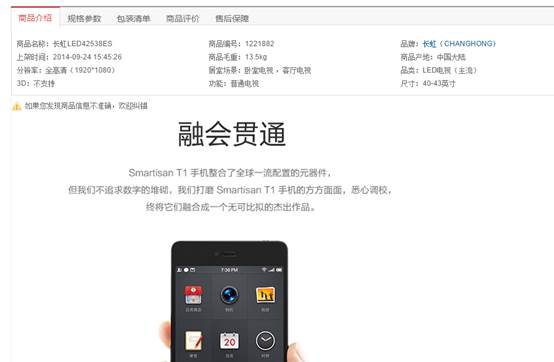 商品介绍 规格参数 包装清单 商品评价 售后保障
商品名称：长虹LED42538ES 商品编号：1221882 品牌：长虹（CHANGHONG）
上架时间：2014-09-24 15:45:26 商品毛重：13.5kg 商品产地：中国大陆
分辨率：全高清（1920*1080） 居室场景：卧室电视，客厅电视 品类：LED电视（主流）
3D：不支持 功能：普通电视 尺寸：40-43英寸
如果您发现商品信息不准确，欢迎纠错
融会贯通
Smartisan T1 手机整合了全球一流配置的元器件，
但我们不追求数字的堆砌，我们打磨 Smartisan T1 手机的方方面面，悉心调校，
终将它们融合成一个无可比拟的杰出作品。
7:00 PM
20